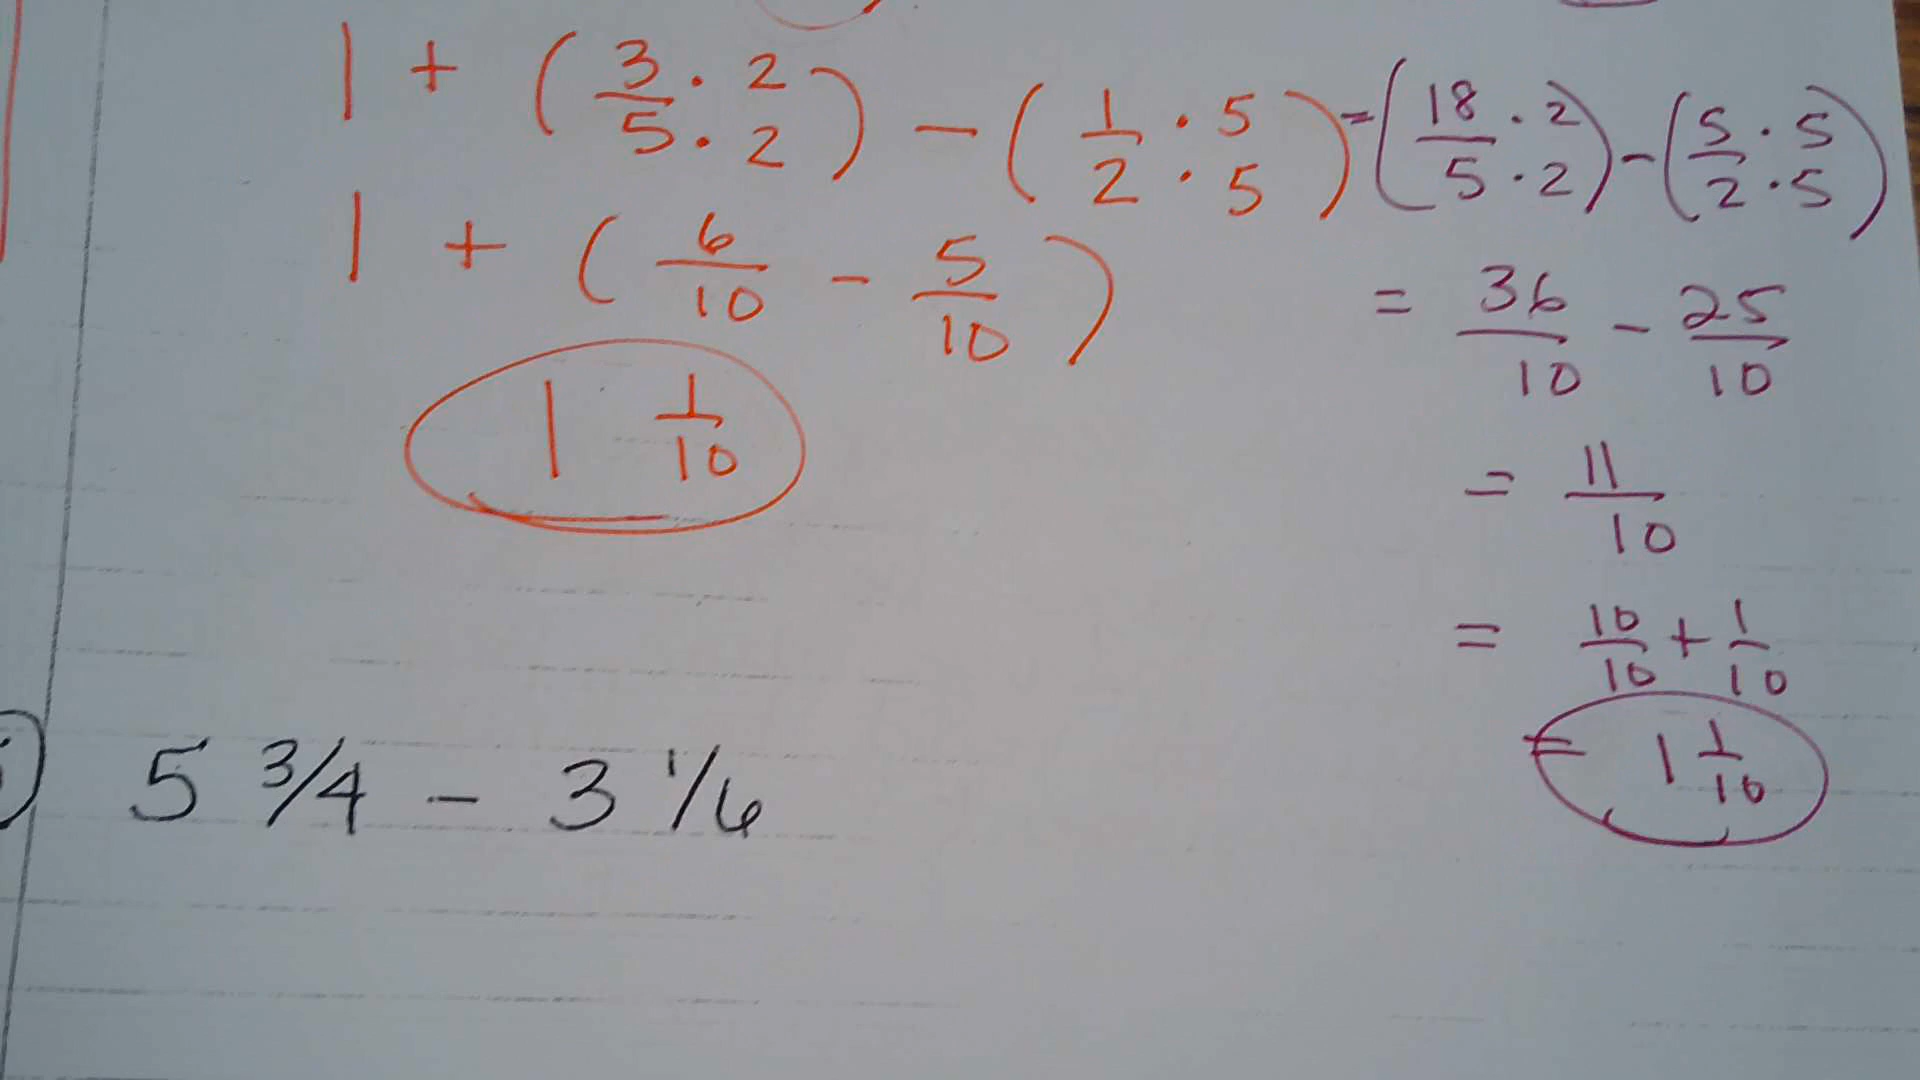 1 + (3/5 · 2/2) − (1/2 · 5/5) = (18/5 · 2/2) − (5/2 · 5/5)
1 + (6/10 − 5/10)
1 1/10
= 36/10 − 25/10
= 11/10
= 10/10 + 1/10
= 1 1/10
5 3/4 − 3 1/6